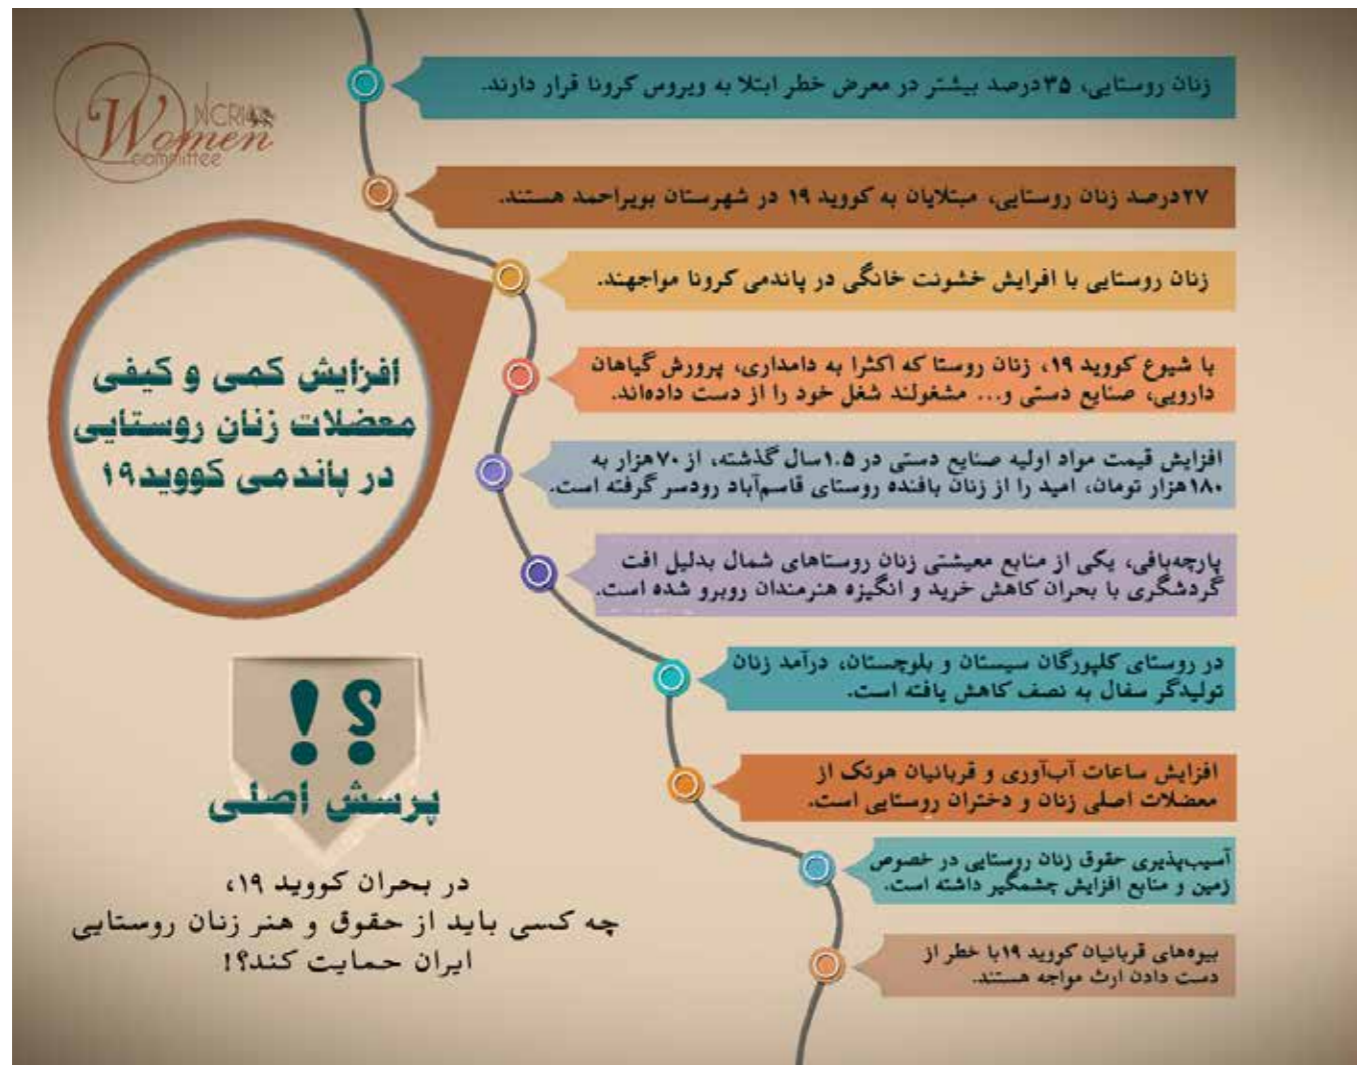 NCRI
Women
committee
زنان روستایی، ۳۵درصد بیشتر در معرض خطر ابتلا به ویروس کرونا قرار دارند.
۲۷درصد زنان روستایی، مبتلایان به کووید ۱۹ در شهرستان بویراحمد هستند.
زنان روستایی با افزایش خشونت خانگی در پاندمی کرونا مواجهند.
با شیوع کووید ۱۹، زنان روستا که اکثرا به دامداری، پرورش گیاهان
دارویی، صنایع دستی و... مشغولند شغل خود را از دست داده‌اند.
افزایش قیمت مواد اولیه صنایع دستی در ۱.۵سال گذشته، از ۷۰هزار به
۱۸۰هزار تومان، امید را از زنان بافنده روستای قاسم‌آباد رودسر گرفته است.
پارچه‌بافی، یکی از منابع معیشتی زنان روستاهای شمال بدلیل افت
گردشگری با بحران کاهش خرید و انگیزه هنرمندان روبرو شده است.
در روستای کلپورگان سیستان و بلوچستان، درآمد زنان
تولیدگر سفال به نصف کاهش یافته است.
افزایش ساعات آب‌آوری و قربانیان هوتک از
معضلات اصلی زنان و دختران روستایی است.
آسیب‌پذیری حقوق زنان روستایی در خصوص
زمین و منابع افزایش چشمگیر داشته است.
بیوه‌های قربانیان کووید ۱۹با خطر از
دست دادن ارث مواجه هستند.
افزایش کمی و کیفی
معضلات زنان روستایی
در پاندمی کووید۱۹
؟!
پرسش اصلی
در بحران کووید ۱۹،
چه کسی باید از حقوق و هنر زنان روستایی
ایران حمایت کند؟!